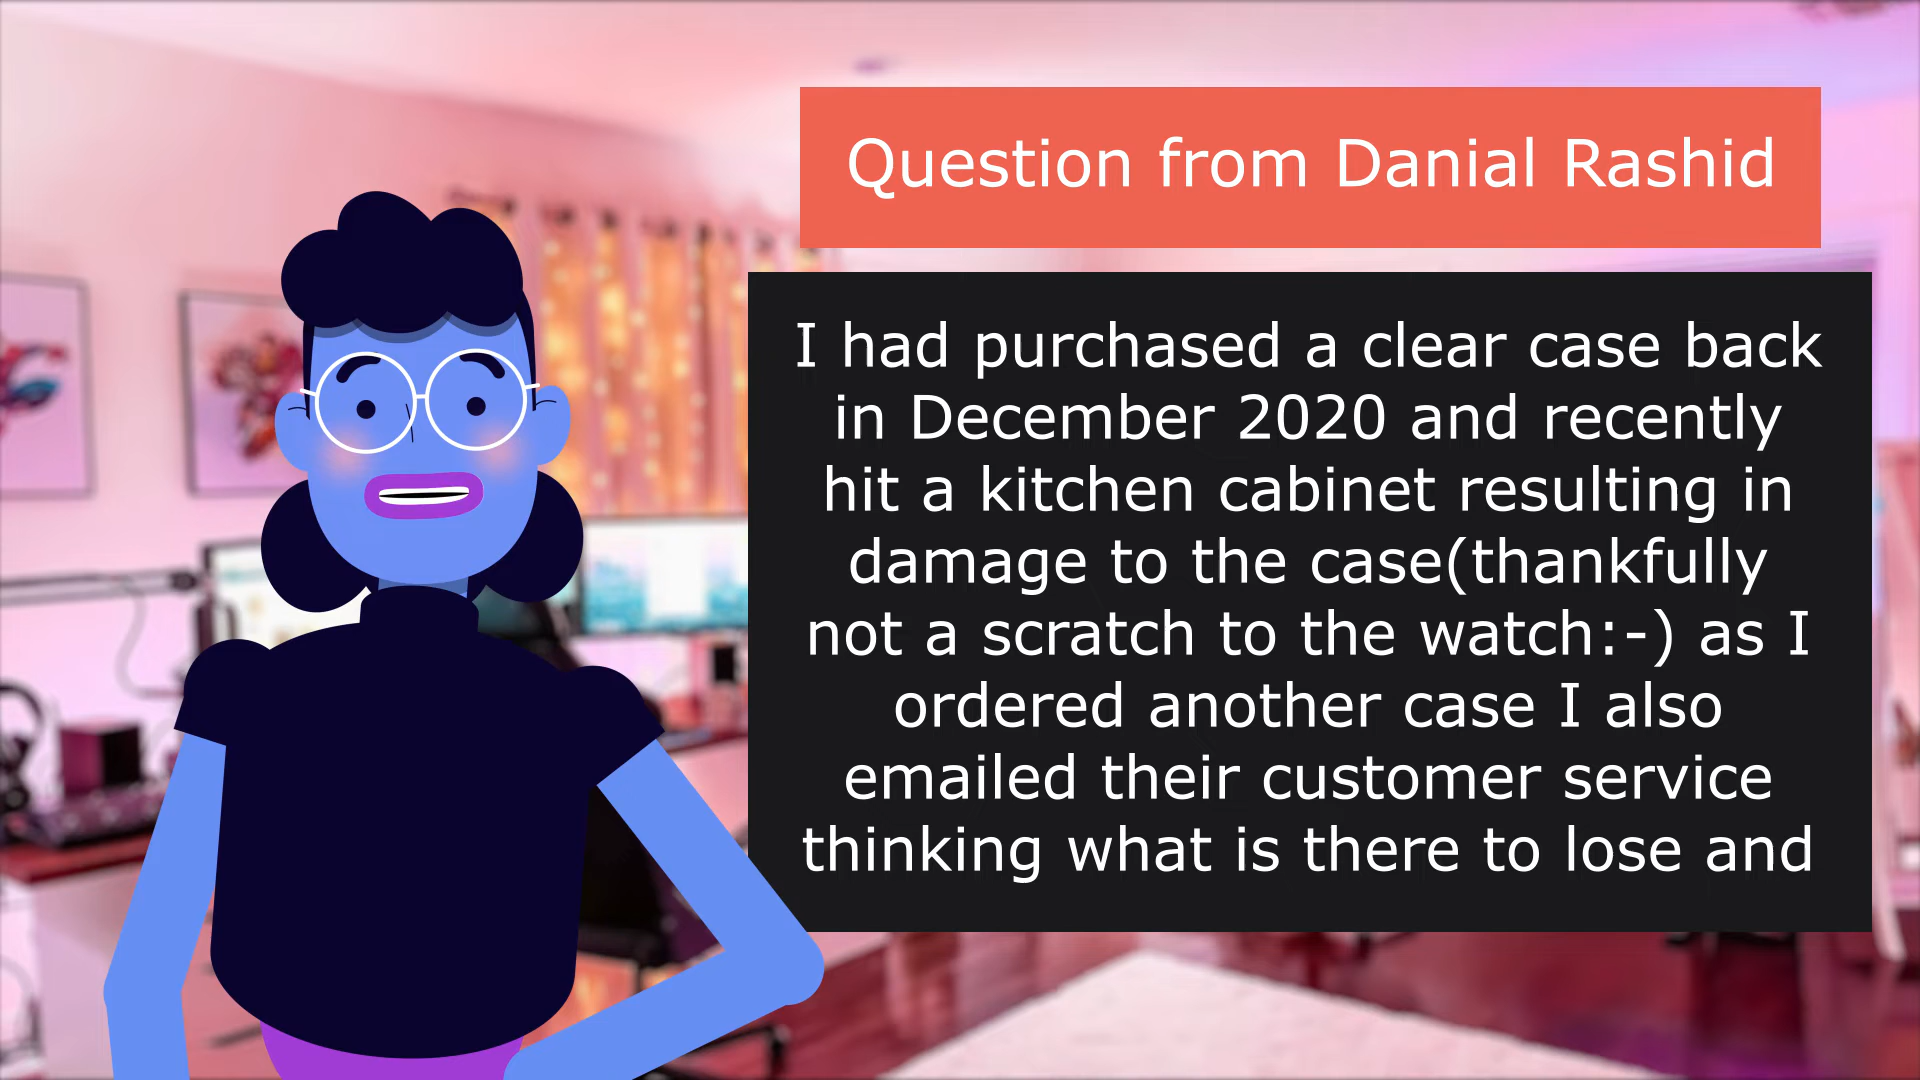 Question from Danial Rashid
I had purchased a clear case back
in December 2020 and recently
hit a kitchen cabinet resulting in
damage to the case(thankfully
not a scratch to the watch:-) as I
ordered another case I also
emailed their customer service
thinking what is there to lose and